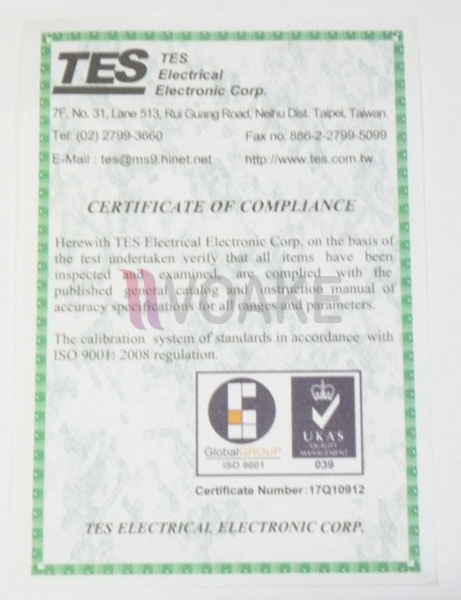 TES
TES
Electrical
Electronic Corp.
7F, No. 31, Lane 513, Rui Guang Road, Neihu Dist. Taipei, Taiwan.
Tel: (02) 2799-3660 Fax no. 886-2-2799-5099
E-Mail : tes@ms9.hinet.net http://www.tes.com.tw
CERTIFICATE OF COMPLIANCE
Herewith TES Electrical Electronic Corp. on the basis of
the test undertaken verify that all items have been
inspected and examined, are complied with the
published general catalog and instruction manual of
accuracy specifications for all ranges and parameters.
VOAKE
The calibration system of standards in accordance with
ISO 9001: 2008 regulation.
GlobalGROUP
ISO 9001
UKAS
QUALITY
MANAGEMENT
039
Certificate Number:17Q10912
TES ELECTRICAL ELECTRONIC CORP.